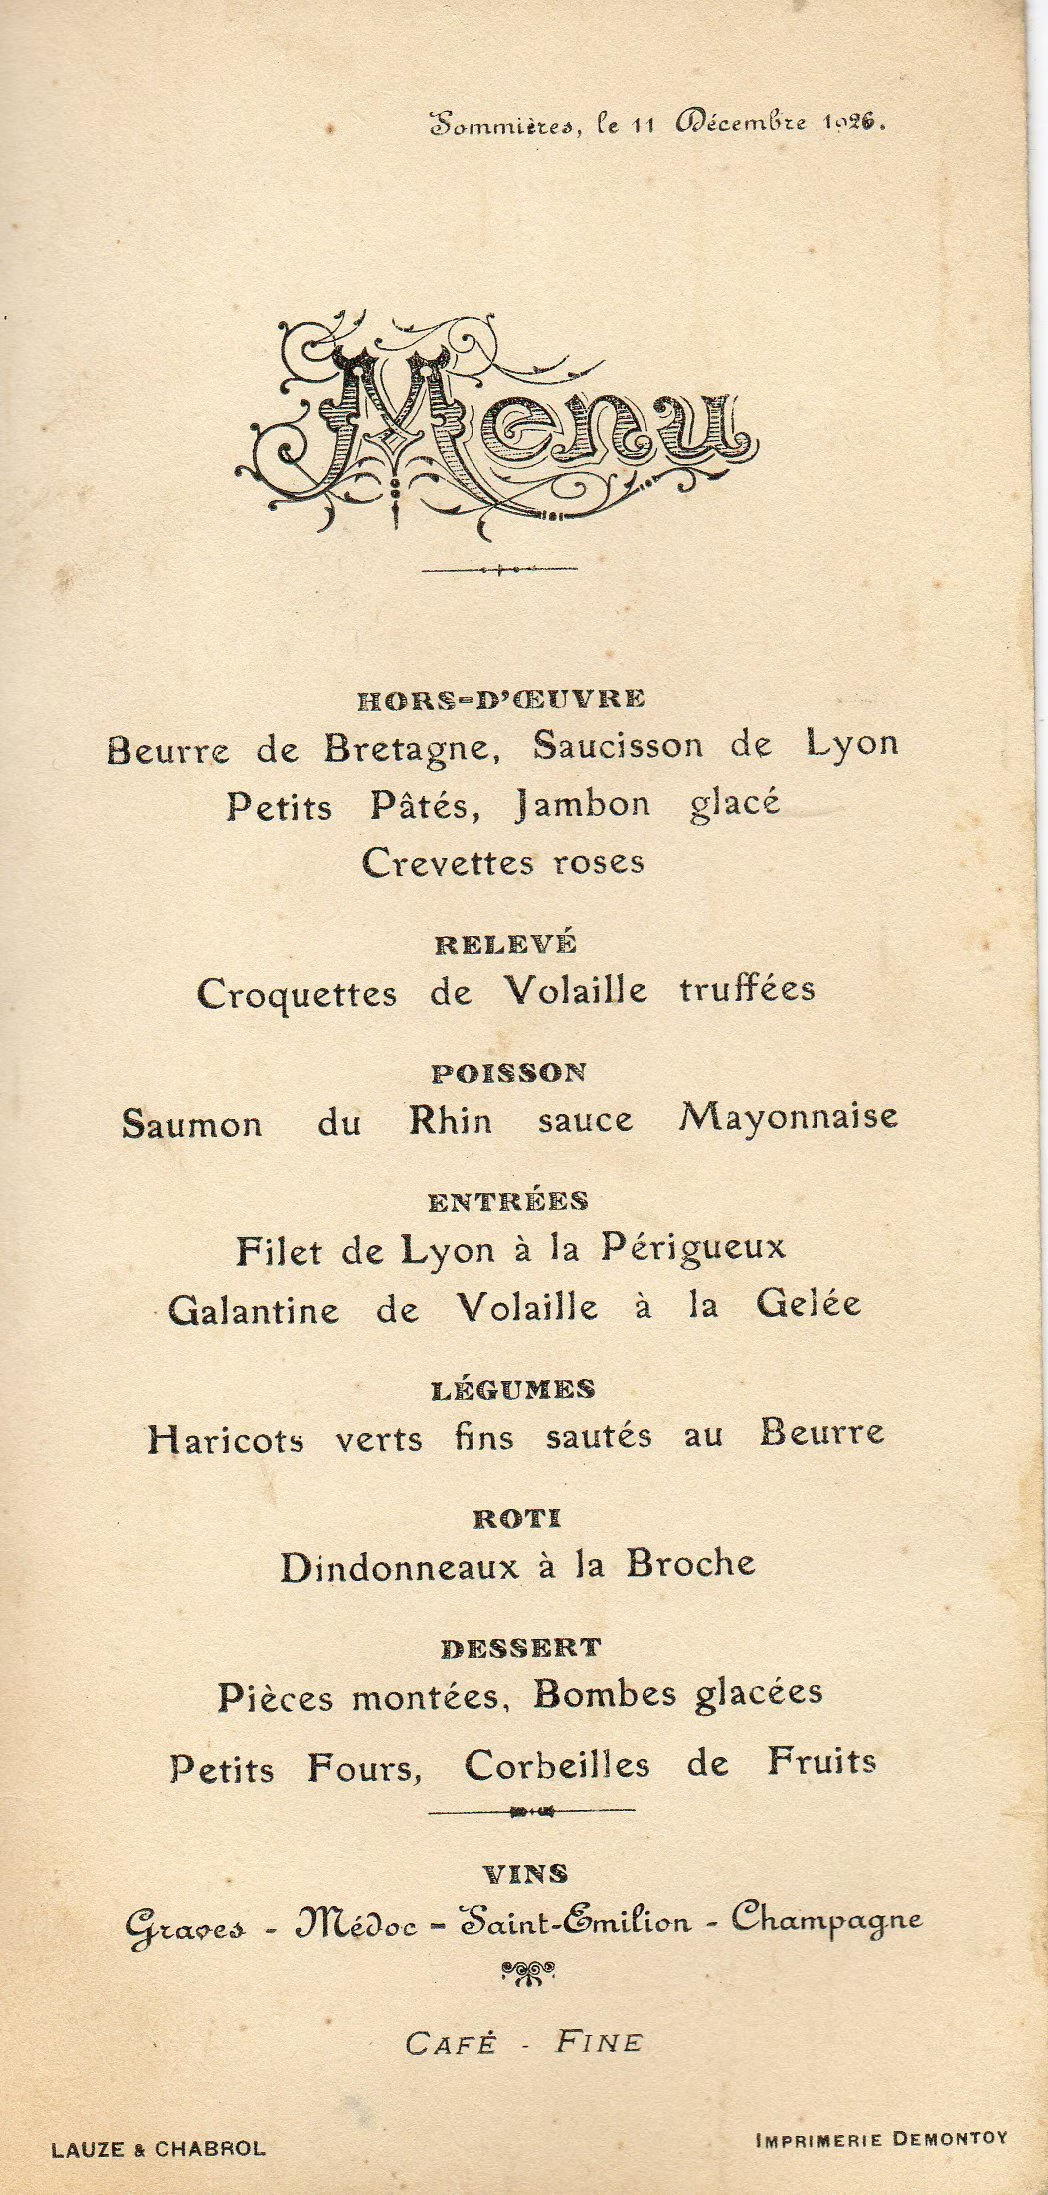 Sommières, le 11 Décembre 1926.
Menu
HORS-D'ŒUVRE
Beurre de Bretagne, Saucisson de Lyon
Petits Pâtés, Jambon glacé
Crevettes roses
RELEVÉ
Croquettes de Volaille truffées
POISSON
Saumon du Rhin sauce Mayonnaise
ENTRÉES
Filet de Lyon à la Périgueux
Galantine de Volaille à la Gelée
LÉGUMES
Haricots verts fins sautés au Beurre
ROTI
Dindonneaux à la Broche
DESSERT
Pièces montées, Bombes glacées
Petits Fours, Corbeilles de Fruits
VINS
Graves - Médoc - Saint-Emilion - Champagne
CAFÉ - FINE
LAUZE & CHABROL
IMPRIMERIE DEMONTOY